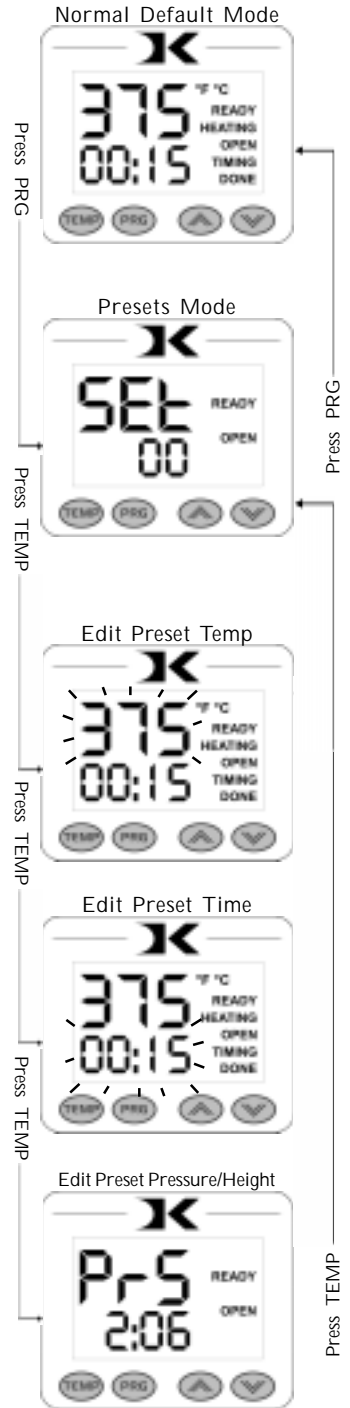 Normal Default Mode
375 °F °C
READY
HEATING
OPEN
00:15 TIMING
DONE
TEMP PRG
Press PRG
Presets Mode
SEt READY
OPEN
00
TEMP PRG
Press PRG
Press TEMP
Edit Preset Temp
375 °F °C
READY
HEATING
OPEN
00:15 TIMING
DONE
TEMP PRG
Press TEMP
Edit Preset Time
375 °F °C
READY
HEATING
OPEN
00:15 TIMING
DONE
TEMP PRG
Press TEMP
Edit Preset Pressure/Height
PrS READY
OPEN
2:06
TEMP PRG
Press TEMP